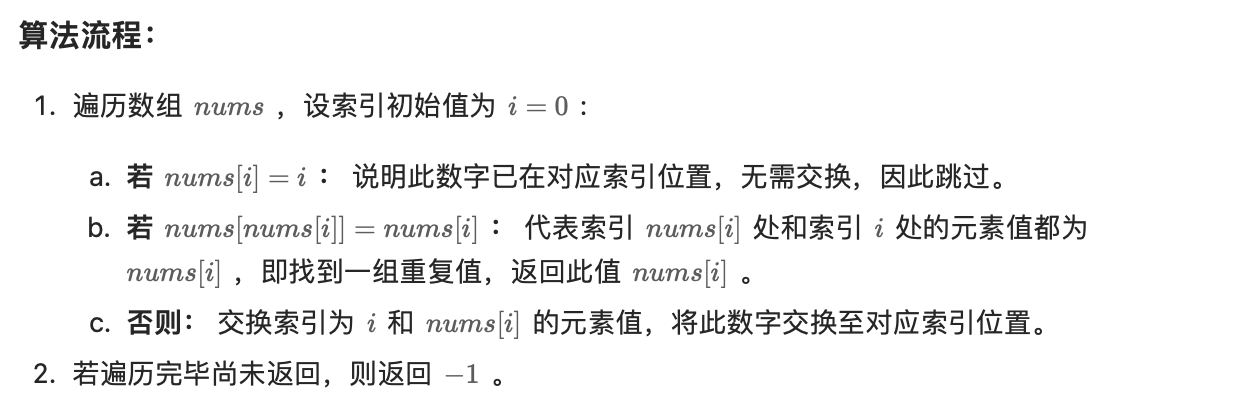 算法流程：
1. 遍历数组 nums ，设索引初始值为 i = 0 :
a. 若 nums[i] = i ： 说明此数字已在对应索引位置，无需交换，因此跳过。
b. 若 nums[nums[i]] = nums[i] ： 代表索引 nums[i] 处和索引 i 处的元素值都为
nums[i] ，即找到一组重复值，返回此值 nums[i] 。
c. 否则： 交换索引为 i 和 nums[i] 的元素值，将此数字交换至对应索引位置。
2. 若遍历完毕尚未返回，则返回 −1 。